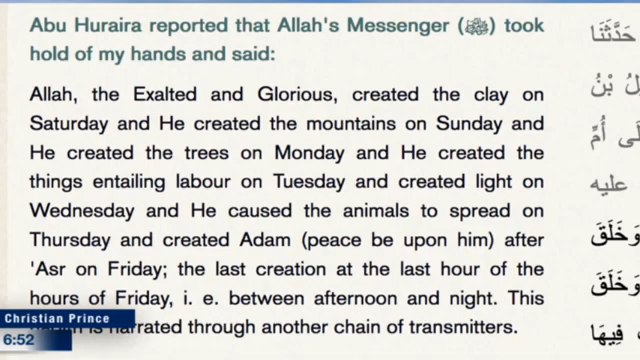 Abu Huraira reported that Allah's Messenger (ﷺ) took
hold of my hands and said:
Allah, the Exalted and Glorious, created the clay on
Saturday and He created the mountains on Sunday and
He created the trees on Monday and He created the
things entailing labour on Tuesday and created light on
Wednesday and He caused the animals to spread on
Thursday and created Adam (peace be upon him) after
'Asr on Friday; the last creation at the last hour of the
hours of Friday, i. e. between afternoon and night. This
is narrated through another chain of transmitters.
حَدَّثَنَا
بْنُ
أُمِّ
عليه
وَخَلَقَ
وَخَلَقَ
فِيهَا
Christian Prince
6:52